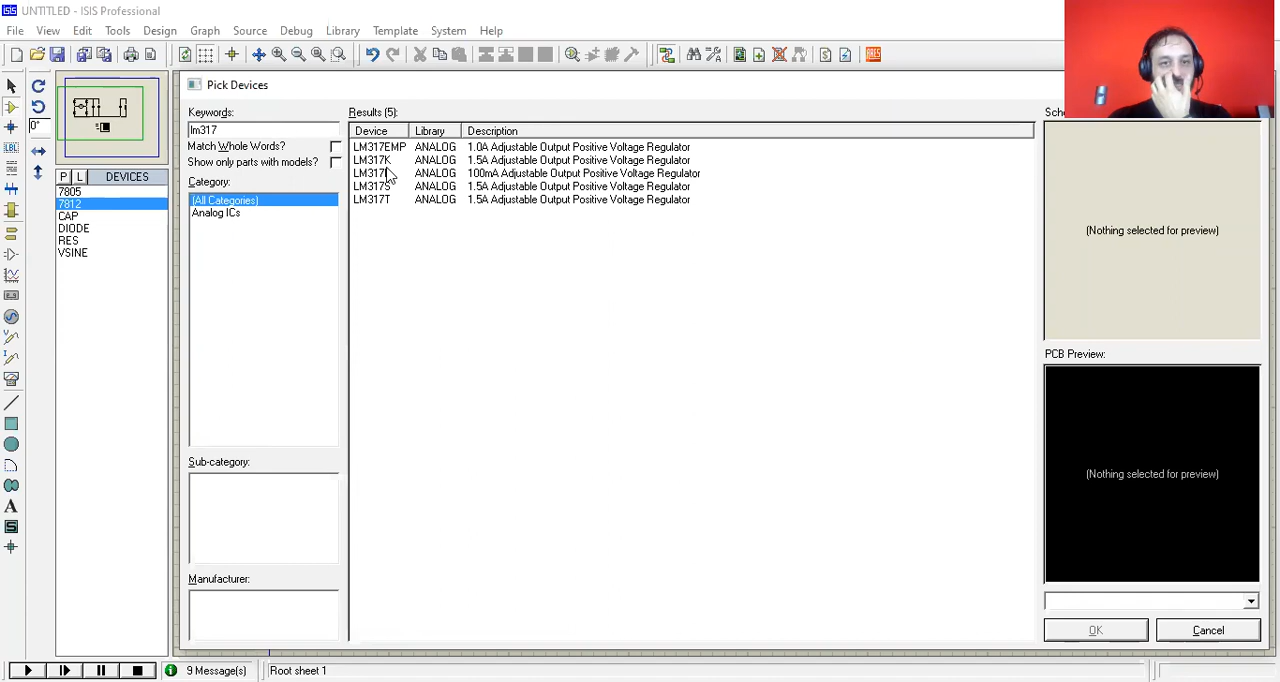 UNTITLED - ISIS Professional
File View Edit Tools Design Graph Source Debug Library Template System Help
Pick Devices
Keywords:
lm317
Match Whole Words?
Show only parts with models?
Category:
(All Categories)
Analog ICs
Sub-category:
Manufacturer:
Results (5):
Device Library Description
LM317EMP ANALOG 1.0A Adjustable Output Positive Voltage Regulator
LM317K ANALOG 1.5A Adjustable Output Positive Voltage Regulator
LM317L ANALOG 100mA Adjustable Output Positive Voltage Regulator
LM317S ANALOG 1.5A Adjustable Output Positive Voltage Regulator
LM317T ANALOG 1.5A Adjustable Output Positive Voltage Regulator
(Nothing selected for preview)
PCB Preview:
(Nothing selected for preview)
OK Cancel
0°
P L DEVICES
7805
7812
CAP
DIODE
RES
VSINE
9 Message(s) Root sheet 1